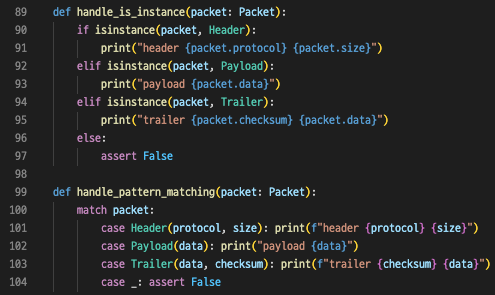 89 def handle_is_instance(packet: Packet):
90     if isinstance(packet, Header):
91         print("header {packet.protocol} {packet.size}")
92     elif isinstance(packet, Payload):
93         print("payload {packet.data}")
94     elif isinstance(packet, Trailer):
95         print("trailer {packet.checksum} {packet.data}")
96     else:
97         assert False
98
99 def handle_pattern_matching(packet: Packet):
100     match packet:
101         case Header(protocol, size): print(f"header {protocol} {size}")
102         case Payload(data): print("payload {data}")
103         case Trailer(data, checksum): print(f"trailer {checksum} {data}")
104         case _: assert False